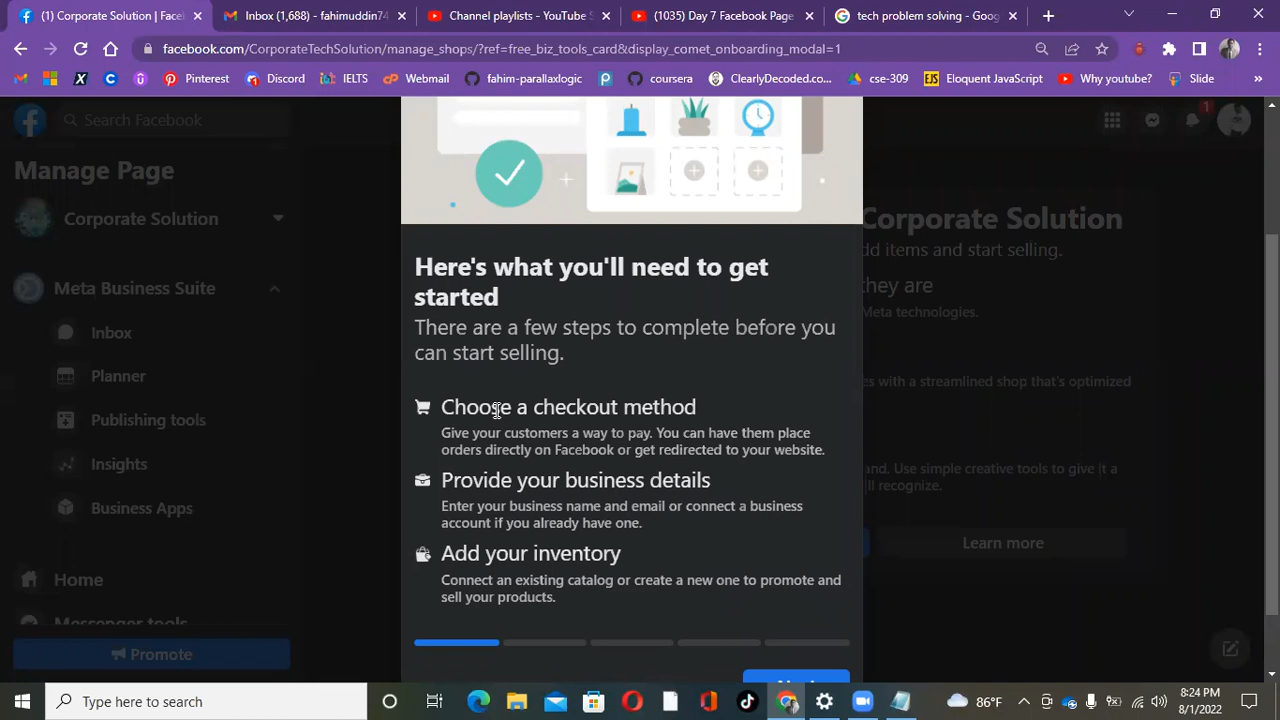 (1) Corporate Solution | Faceb
Inbox (1,688) - fahimuddin74
Channel playlists - YouTube S
(1035) Day 7 Facebook Page
tech problem solving - Goog
facebook.com/CorporateTechSolution/manage_shops/?ref=free_biz_tools_card&display_comet_onboarding_modal=1
Pinterest
Discord
IELTS
Webmail
fahim-parallaxlogic
coursera
ClearlyDecoded.co...
cse-309
EJS
Eloquent JavaScript
Why youtube?
Slide
Search Facebook
1
Manage Page
Corporate Solution
Meta Business Suite
Inbox
Planner
Publishing tools
Insights
Business Apps
Home
Messenger tools
Promote
Here's what you'll need to get
started
There are a few steps to complete before you
can start selling.
Choose a checkout method
Give your customers a way to pay. You can have them place
orders directly on Facebook or get redirected to your website.
Provide your business details
Enter your business name and email or connect a business
account if you already have one.
Add your inventory
Connect an existing catalog or create a new one to promote and
sell your products.
Corporate Solution
dd items and start selling.
they are
Meta technologies.
es with a streamlined shop that's optimized
and. Use simple creative tools to give it a
'll recognize.
Learn more
Type here to search
86°F
8:24 PM
8/1/2022